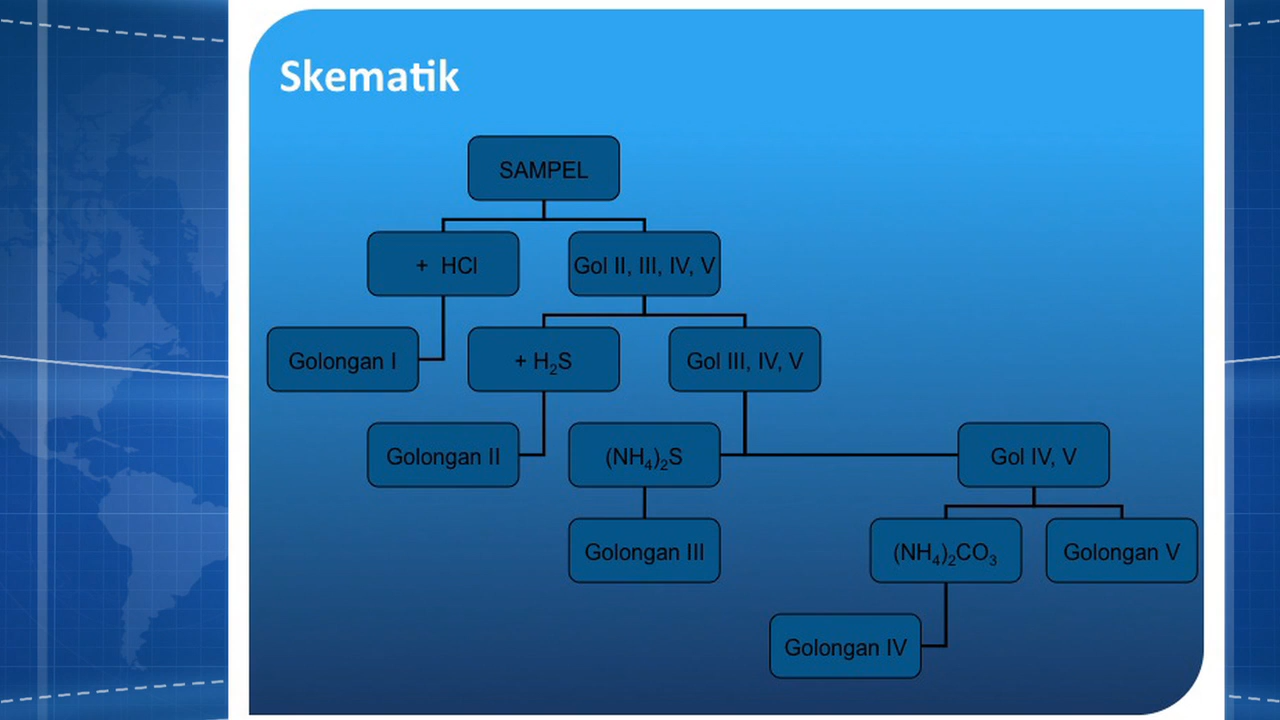 Skematik
SAMPEL
+ HCl
Gol II, III, IV, V
Golongan I
+ H₂S
Gol III, IV, V
Golongan II
(NH₄)₂S
Gol IV, V
Golongan III
(NH₄)₂CO₃
Golongan V
Golongan IV